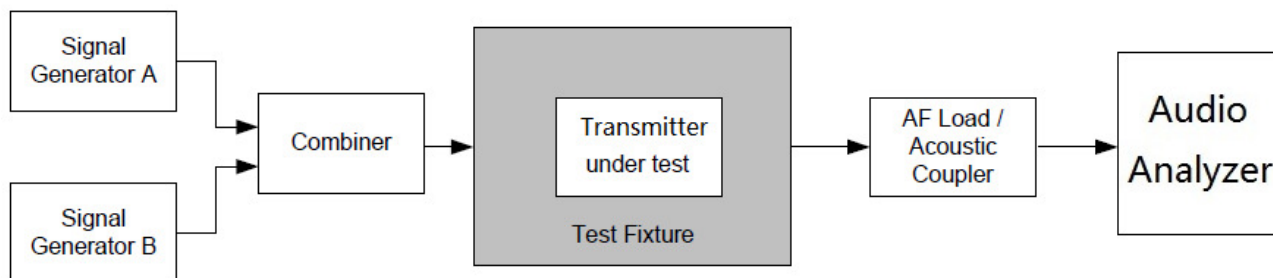 Signal
Generator A
Signal
Generator B
Combiner
Transmitter
under test
Test Fixture
AF Load /
Acoustic
Coupler
Audio
Analyzer